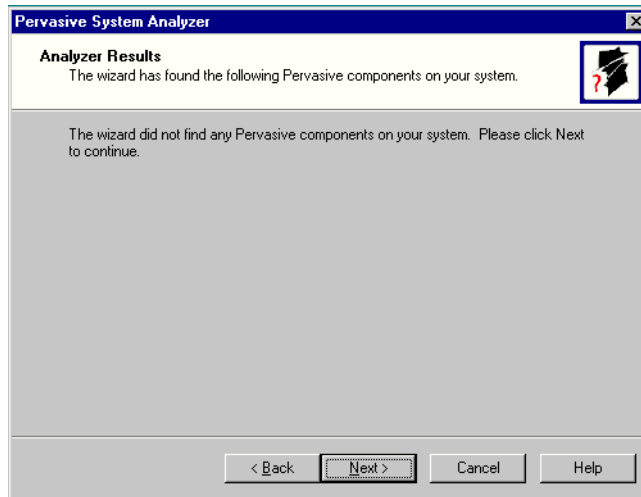 Pervasive System Analyzer
Analyzer Results
The wizard has found the following Pervasive components on your system.
?
The wizard did not find any Pervasive components on your system.  Please click Next
to continue.
< Back
Next >
Cancel
Help